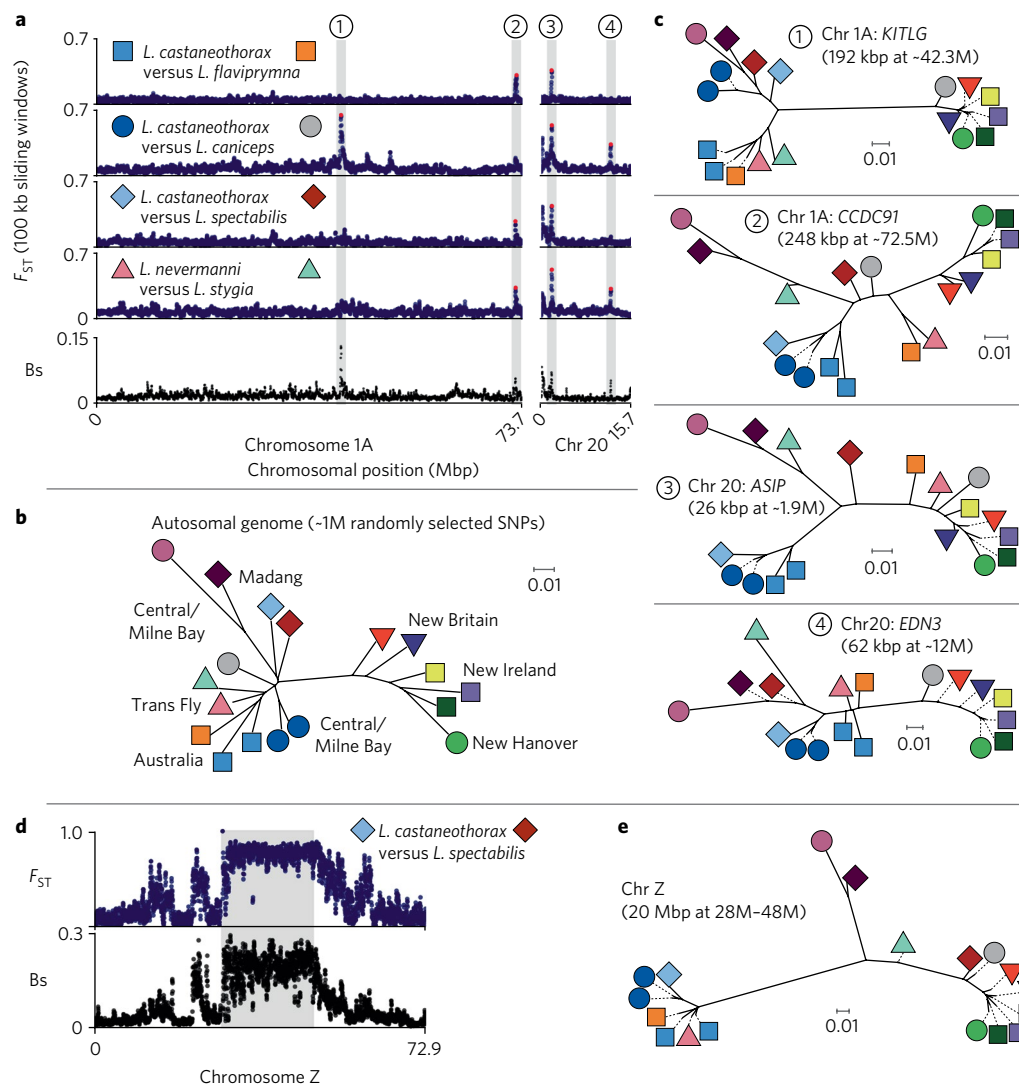 a
1
2
3
4
F_ST (100 kb sliding windows)
0.7
L. castaneothorax
versus L. flaviprymna
0.7
L. castaneothorax
versus L. caniceps
0.7
L. castaneothorax
versus L. spectabilis
0.7
L. nevermanni
versus L. stygia
0
0.15
Bs
0
0
73.7
0
15.7
Chromosome 1A
Chr 20
Chromosomal position (Mbp)
b
Autosomal genome (~1M randomly selected SNPs)
0.01
Madang
Central/
Milne Bay
New Britain
New Ireland
Trans Fly
Central/
Milne Bay
Australia
New Hanover
c
1 Chr 1A: KITLG
(192 kbp at ~42.3M)
0.01
2 Chr 1A: CCDC91
(248 kbp at ~72.5M)
0.01
3 Chr 20: ASIP
(26 kbp at ~1.9M)
0.01
4 Chr20: EDN3
(62 kbp at ~12M)
0.01
d
L. castaneothorax
versus L. spectabilis
1.0
F_ST
0.3
Bs
0
0
72.9
Chromosome Z
e
Chr Z
(20 Mbp at 28M–48M)
0.01